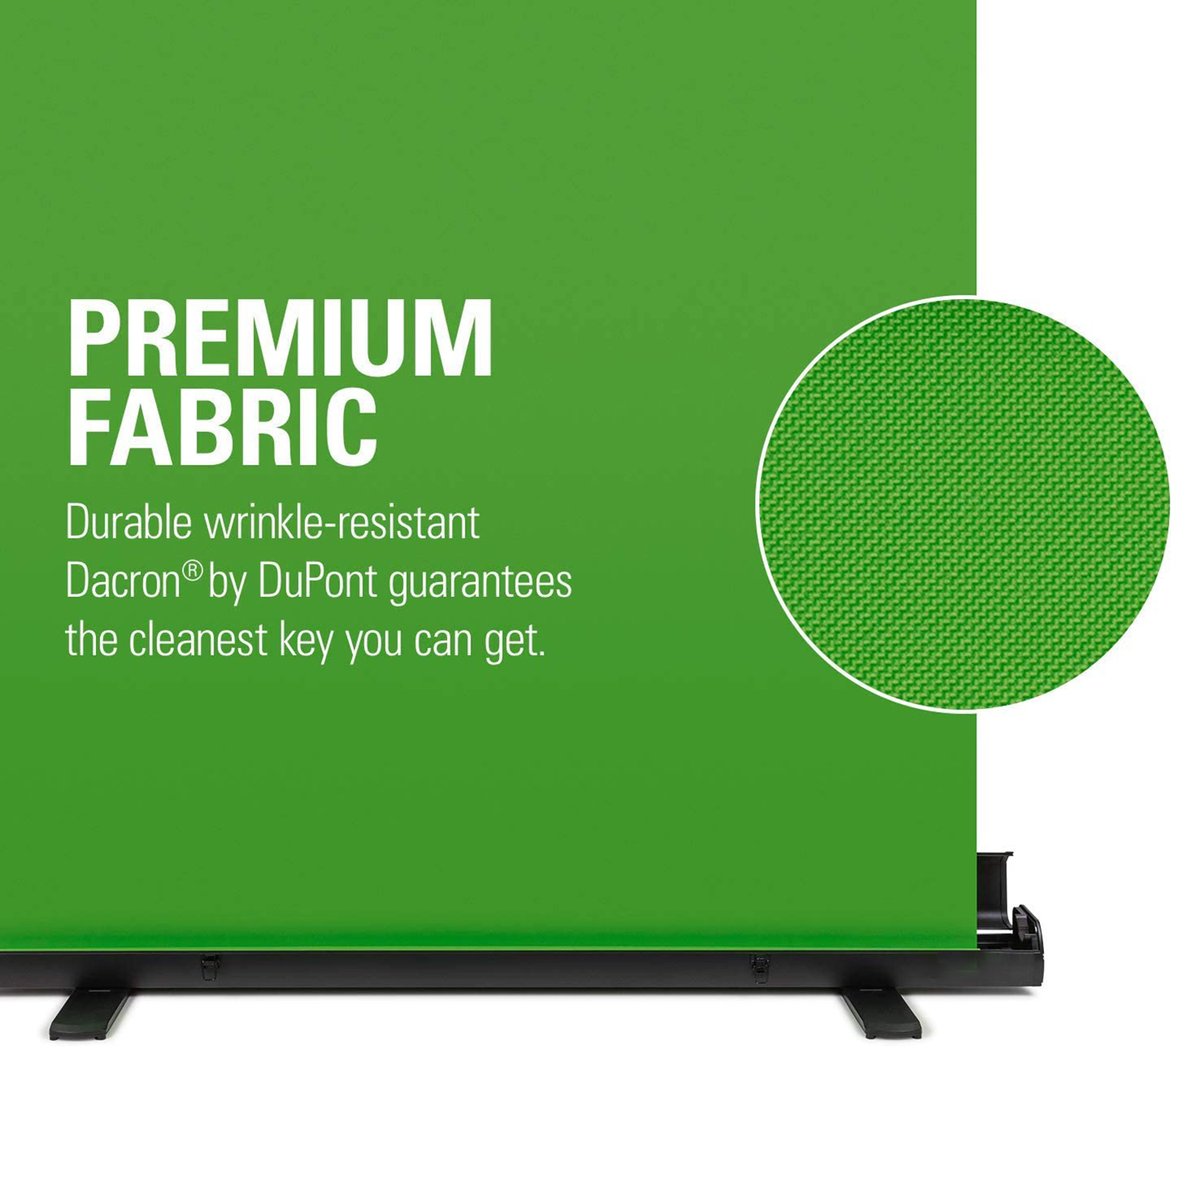 PREMIUM
FABRIC
Durable wrinkle-resistant
Dacron® by DuPont guarantees
the cleanest key you can get.